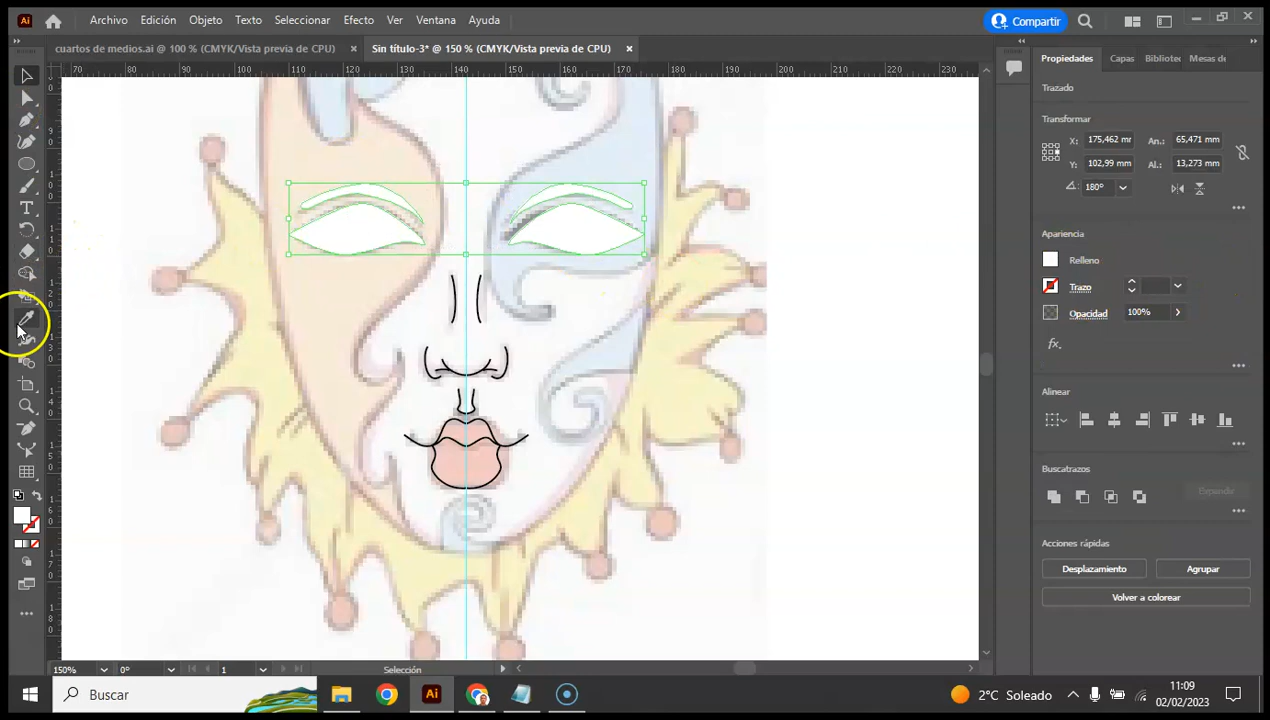 Ai Archivo Edición Objeto Texto Seleccionar Efecto Ver Ventana Ayuda Compartir
cuartos de medios.ai @ 100 % (CMYK/Vista previa de CPU) × Sin título-3* @ 150 % (CMYK/Vista previa de CPU) ×
70 80 90 100 110 120 130 140 150 160 170 180 190 200 210 220 230
Propiedades Capas Bibliotec Mesas de
Trazado
Transformar
X: 175,462 mm An.: 65,471 mm
Y: 102,99 mm Al.: 13,273 mm
180°
Apariencia
Relleno
Trazo
Opacidad 100%
fx.
Alinear
Buscatrazos
Expandir
Acciones rápidas
Desplazamiento Agrupar
Volver a colorear
150% 0° 1 Selección
Buscar Ai 2°C Soleado 11:09
02/02/2023